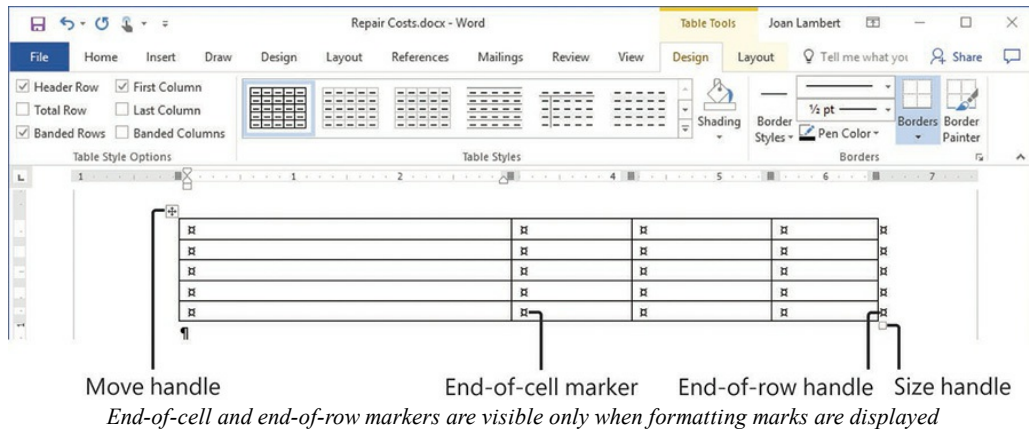 Repair Costs.docx - Word
Table Tools
Joan Lambert
File Home Insert Draw Design Layout References Mailings Review View Design Layout Tell me what you Share
Header Row First Column
Total Row Last Column
Banded Rows Banded Columns
Table Style Options
Table Styles
Shading
Border Styles
½ pt
Pen Color
Borders
Border Painter
Borders
1 1 2 4 5 6 7
¤ ¤ ¤ ¤ ¤
¤ ¤ ¤ ¤ ¤
¤ ¤ ¤ ¤ ¤
¤ ¤ ¤ ¤ ¤
¤ ¤ ¤ ¤ ¤
¶
1
Move handle End-of-cell marker End-of-row handle Size handle
End-of-cell and end-of-row markers are visible only when formatting marks are displayed